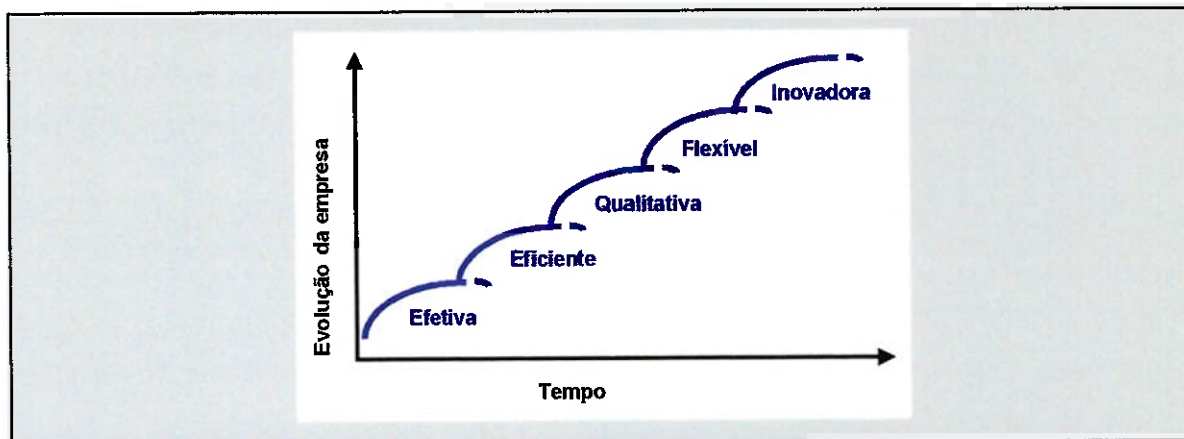 Inovadora
Flexível
Qualitativa
Eficiente
Efetiva
Evolução da empresa
Tempo